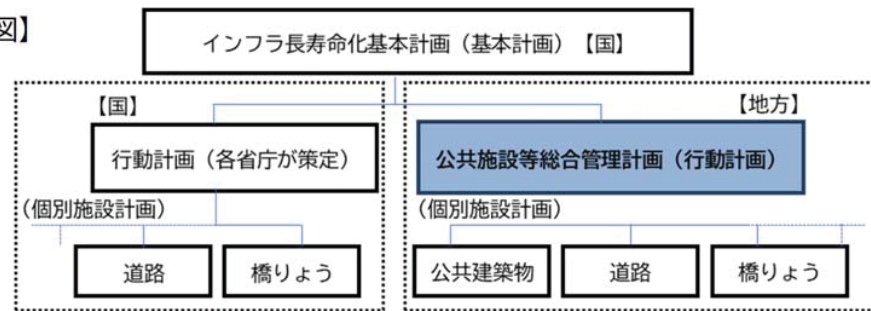 図】
インフラ長寿命化基本計画（基本計画）【国】
【国】
【地方】
行動計画（各省庁が策定）
公共施設等総合管理計画（行動計画）
（個別施設計画）
（個別施設計画）
道路
橋りょう
公共建築物
道路
橋りょう